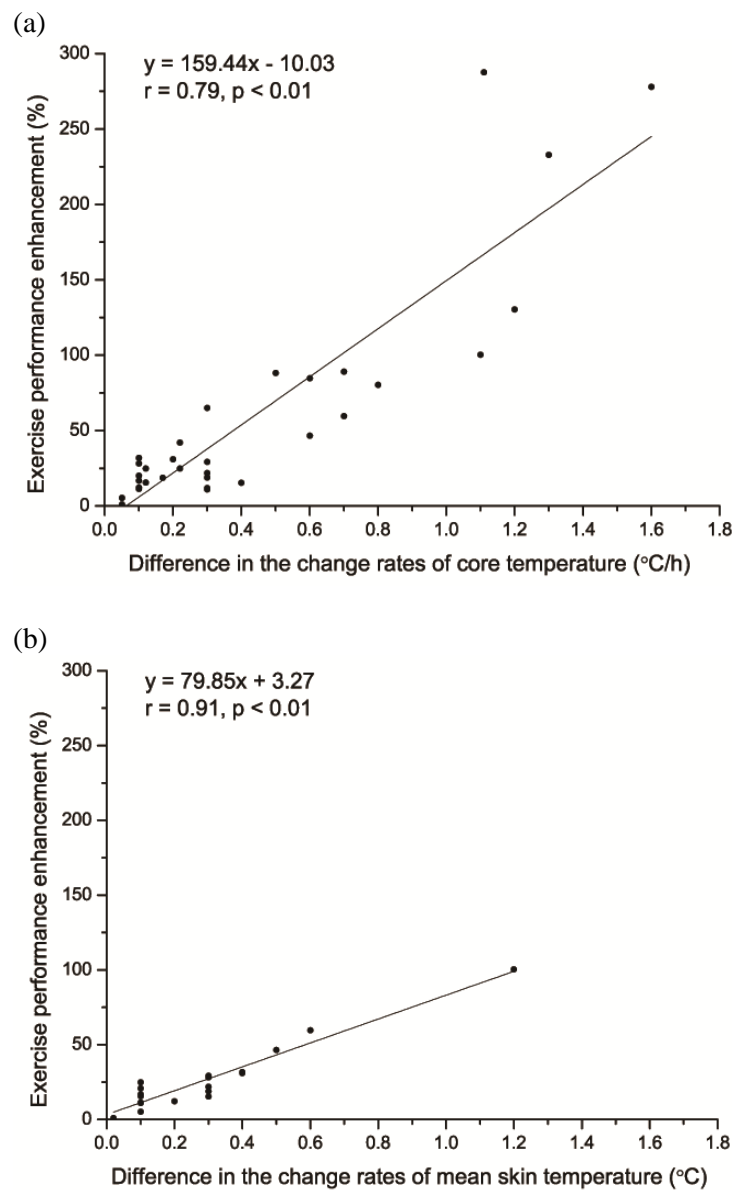 (a)
y = 159.44x - 10.03
r = 0.79, p < 0.01
Exercise performance enhancement (%)
300
250
200
150
100
50
0
0.0 0.2 0.4 0.6 0.8 1.0 1.2 1.4 1.6 1.8
Difference in the change rates of core temperature (°C/h)
(b)
y = 79.85x + 3.27
r = 0.91, p < 0.01
Exercise performance enhancement (%)
300
250
200
150
100
50
0
0.0 0.2 0.4 0.6 0.8 1.0 1.2 1.4 1.6 1.8
Difference in the change rates of mean skin temperature (°C)